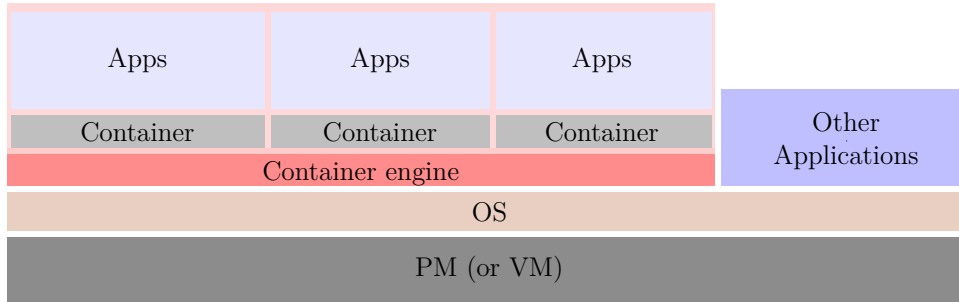 Apps
Apps
Apps
Container
Container
Container
Other
Applications
Container engine
OS
PM (or VM)